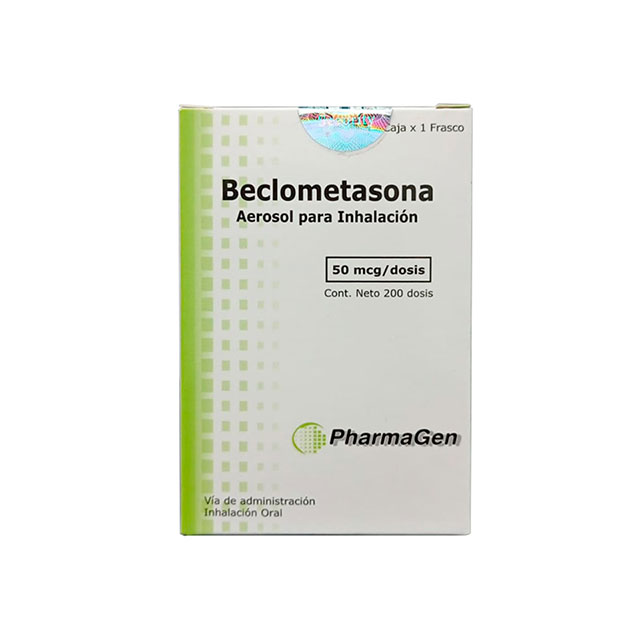 Caja x 1 Frasco
Beclometasona
Aerosol para Inhalación
50 mcg/dosis
Cont. Neto 200 dosis
PharmaGen
Vía de administración
Inhalación Oral